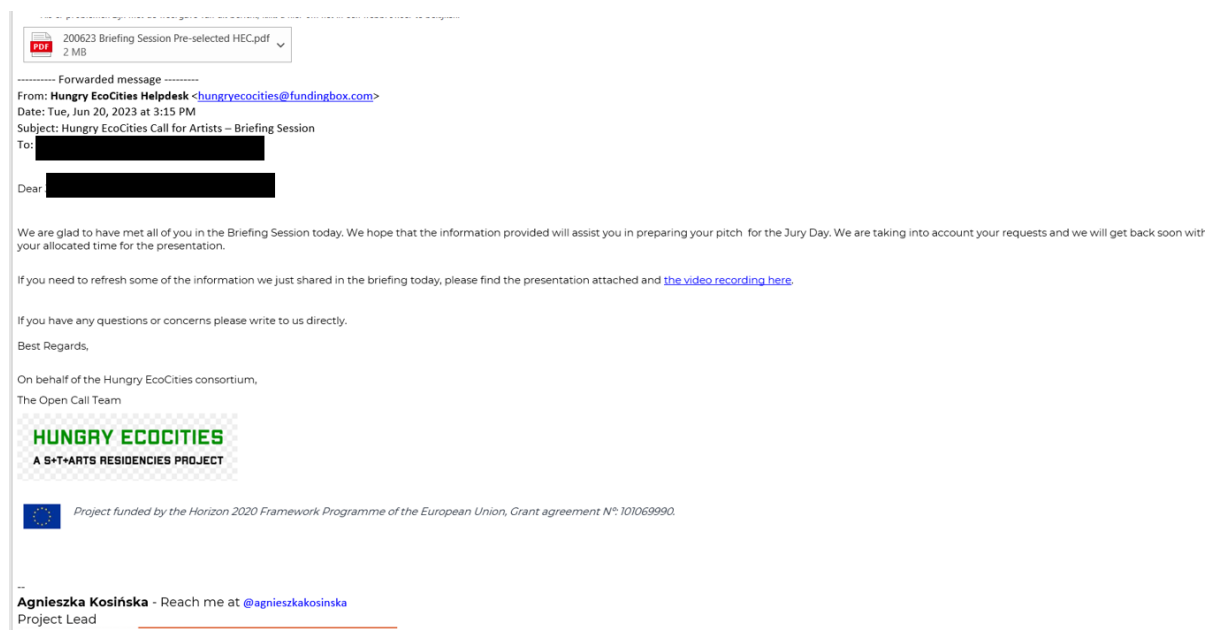 200623 Briefing Session Pre-selected HEC.pdf
PDF
2 MB
---------- Forwarded message ---------
From: Hungry EcoCities Helpdesk <hungryecocities@fundingbox.com>
Date: Tue, Jun 20, 2023 at 3:15 PM
Subject: Hungry EcoCities Call for Artists – Briefing Session
To:
Dear
We are glad to have met all of you in the Briefing Session today. We hope that the information provided will assist you in preparing your pitch for the Jury Day. We are taking into account your requests and we will get back soon with
your allocated time for the presentation.
If you need to refresh some of the information we just shared in the briefing today, please find the presentation attached and the video recording here.
If you have any questions or concerns please write to us directly.
Best Regards,
On behalf of the Hungry EcoCities consortium,
The Open Call Team
HUNGRY ECOCITIES
A S+T+ARTS RESIDENCIES PROJECT
Project funded by the Horizon 2020 Framework Programme of the European Union, Grant agreement Nº: 101069990.
--
Agnieszka Kosińska - Reach me at @agnieszkakosinska
Project Lead